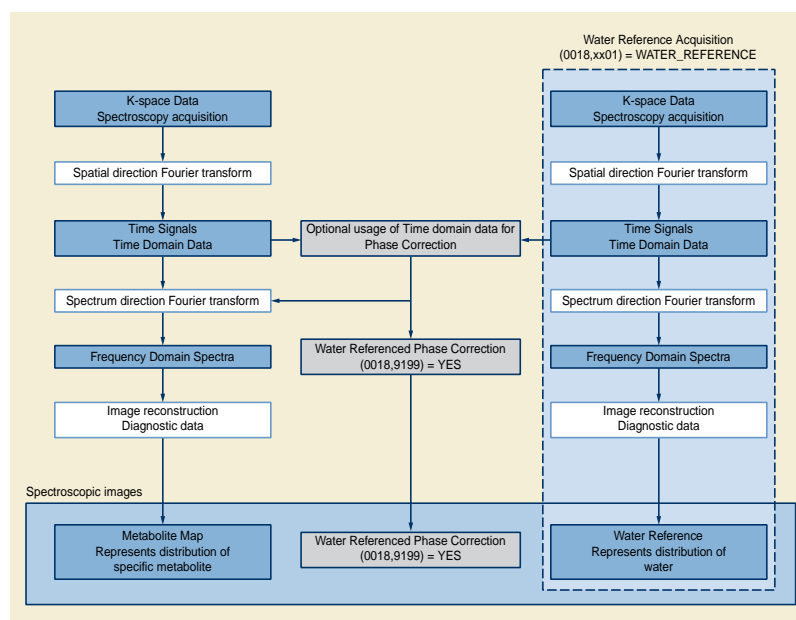 Water Reference Acquisition
(0018,xx01) = WATER_REFERENCE
K-space Data
Spectroscopy acquisition
K-space Data
Spectroscopy acquisition
Spatial direction Fourier transform
Spatial direction Fourier transform
Time Signals
Time Domain Data
Optional usage of Time domain data for
Phase Correction
Time Signals
Time Domain Data
Spectrum direction Fourier transform
Spectrum direction Fourier transform
Water Referenced Phase Correction
(0018,9199) = YES
Frequency Domain Spectra
Frequency Domain Spectra
Image reconstruction
Diagnostic data
Image reconstruction
Diagnostic data
Spectroscopic images
Metabolite Map
Represents distribution of
specific metabolite
Water Referenced Phase Correction
(0018,9199) = YES
Water Reference
Represents distribution of
water